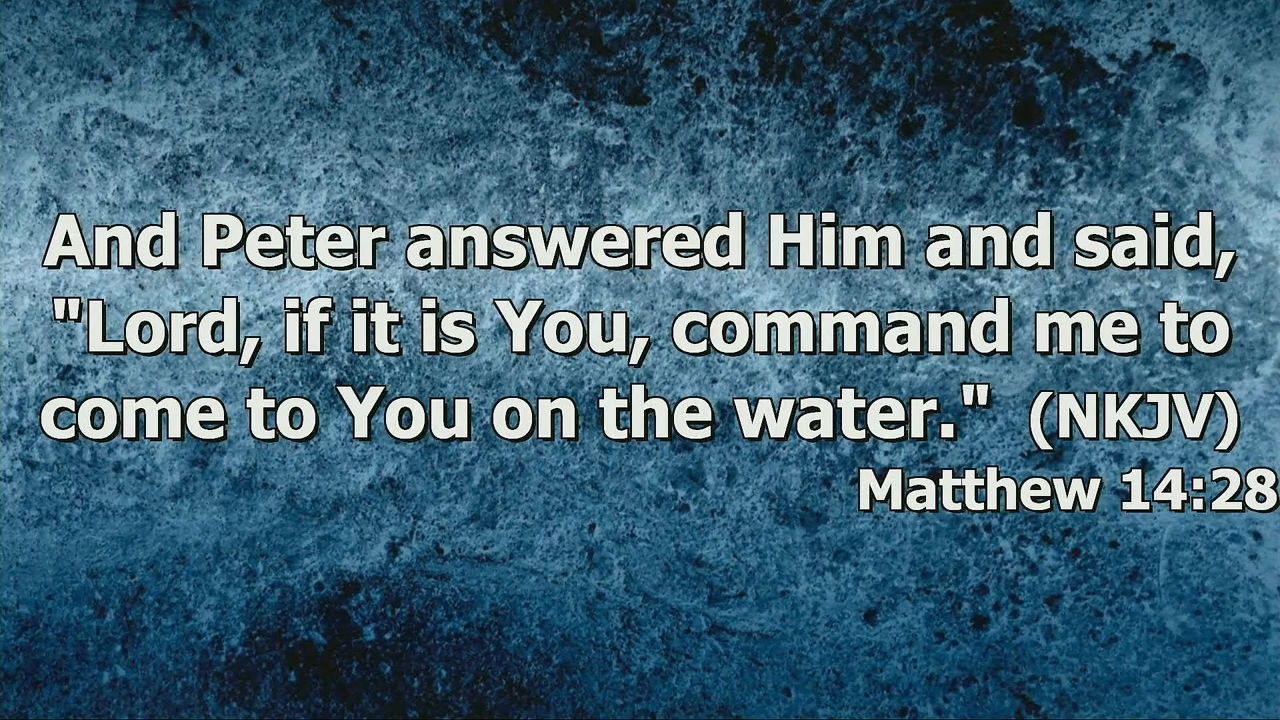 And Peter answered Him and said,
"Lord, if it is You, command me to
come to You on the water." (NKJV)
Matthew 14:28